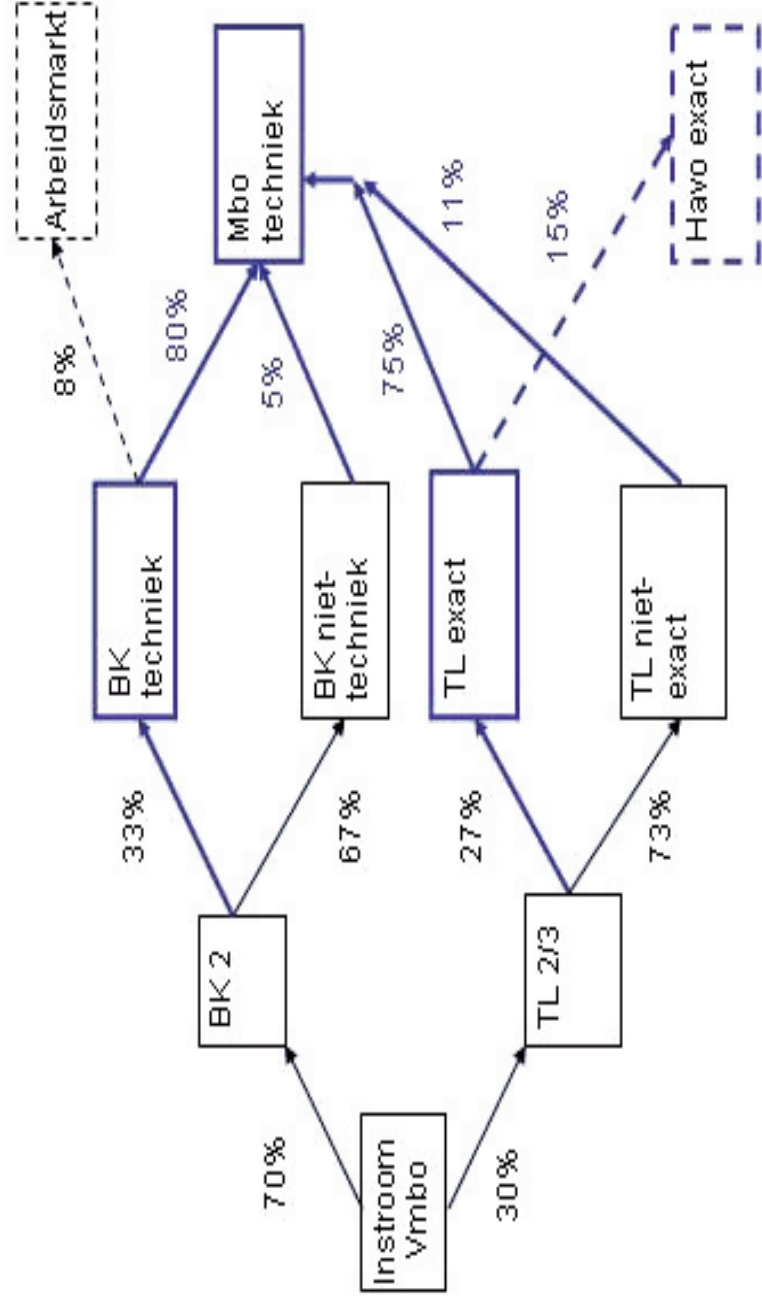 Instroom
Vmbo
70%
30%
BK 2
TL 2/3
33%
67%
27%
73%
BK
techniek
BK niet-
techniek
TL exact
TL niet-
exact
8%
80%
5%
75%
11%
15%
Arbeidsmarkt
Mbo
techniek
Havo exact